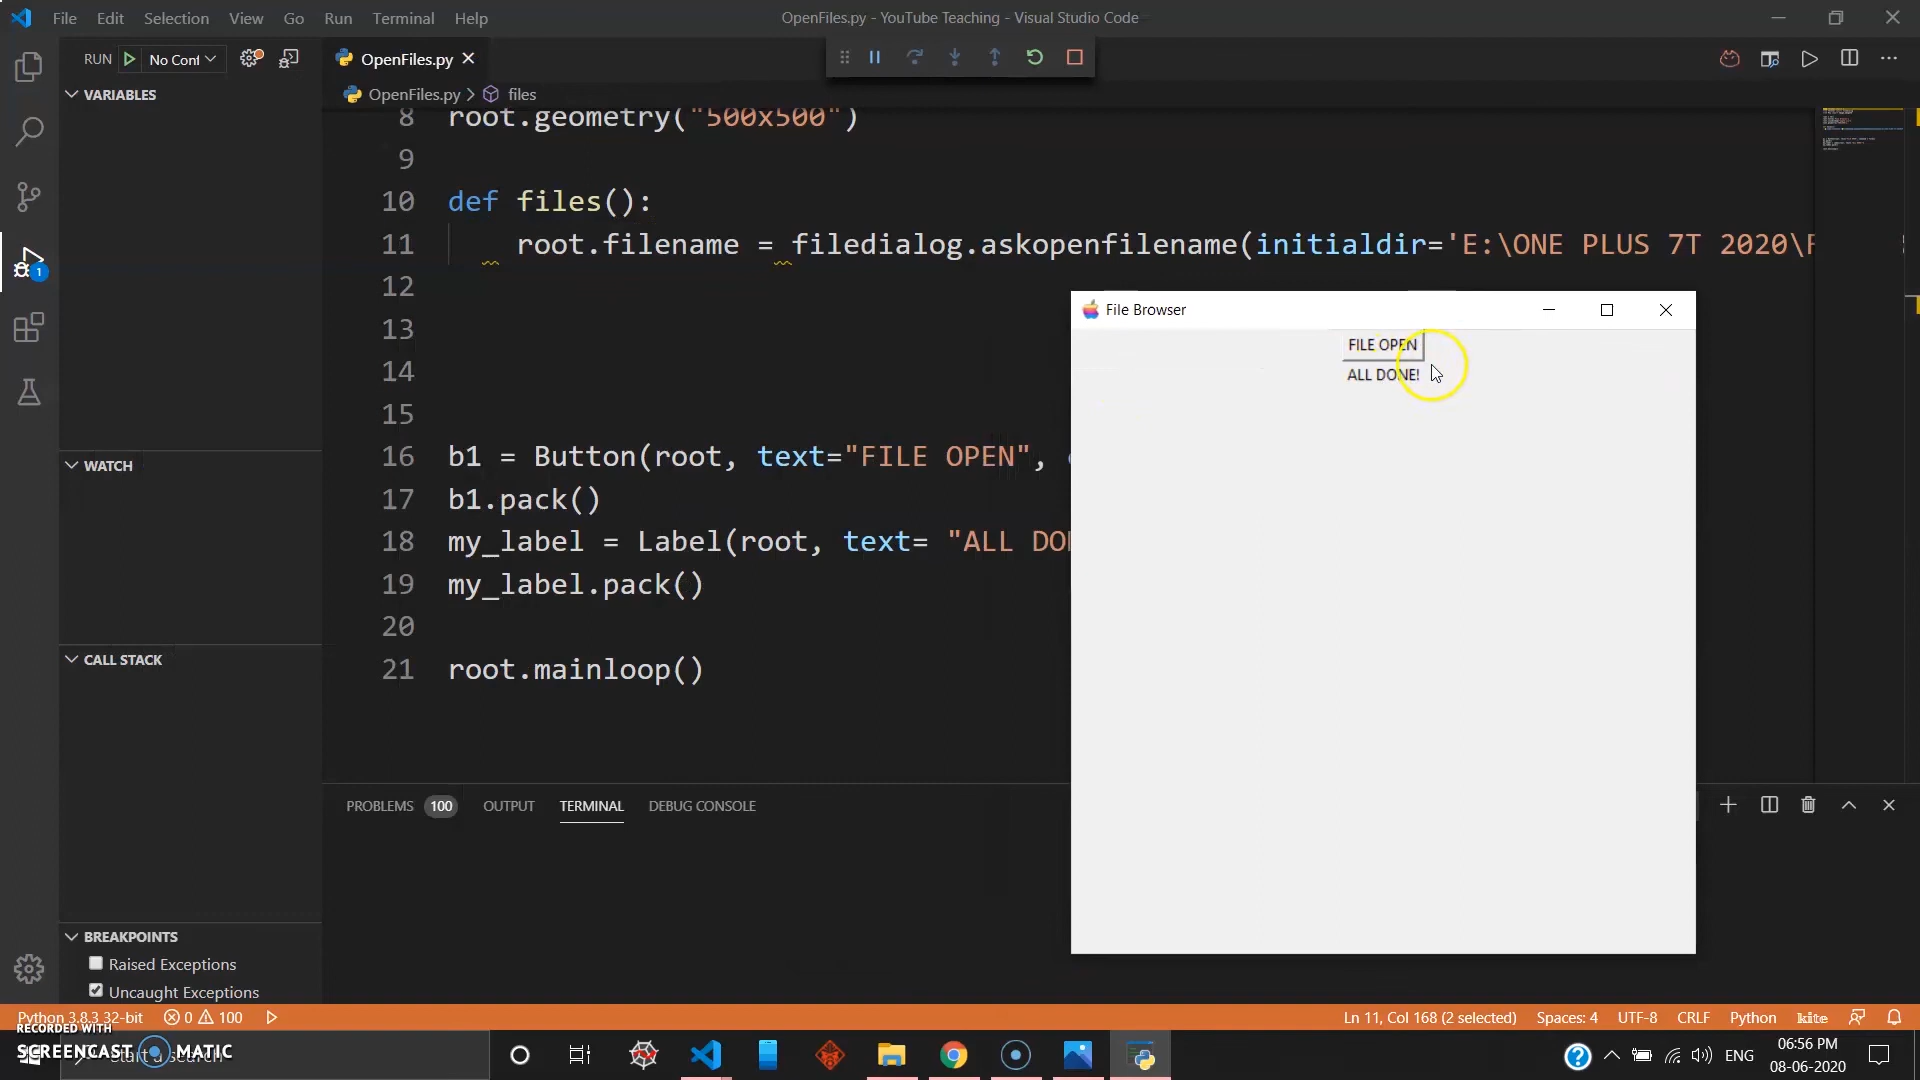 File Edit Selection View Go Run Terminal Help
OpenFiles.py - YouTube Teaching - Visual Studio Code
RUN No Conf
OpenFiles.py
VARIABLES
OpenFiles.py > files
8 root.geometry("500x500")
9
10 def files():
11 root.filename = filedialog.askopenfilename(initialdir='E:\ONE PLUS 7T 2020\F
12
File Browser
13
FILE OPEN
14
ALL DONE!
15
16 b1 = Button(root, text="FILE OPEN",
WATCH
17 b1.pack()
18 my_label = Label(root, text= "ALL DO
19 my_label.pack()
20
CALL STACK
21 root.mainloop()
PROBLEMS 100 OUTPUT TERMINAL DEBUG CONSOLE
BREAKPOINTS
Raised Exceptions
Uncaught Exceptions
Python 3.8.3 32-bit 0 100
Ln 11, Col 168 (2 selected) Spaces: 4 UTF-8 CRLF Python kite
RECORDED WITH
SCREENCAST MATIC
ENG
06:56 PM
08-06-2020